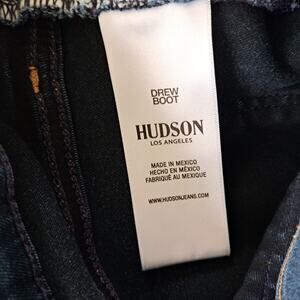 DREW
BOOT
HUDSON
LOS ANGELES
MADE IN MEXICO
HECHO EN MÉXICO
FABRIQUÉ AU MEXIQUE
WWW.HUDSONJEANS.COM